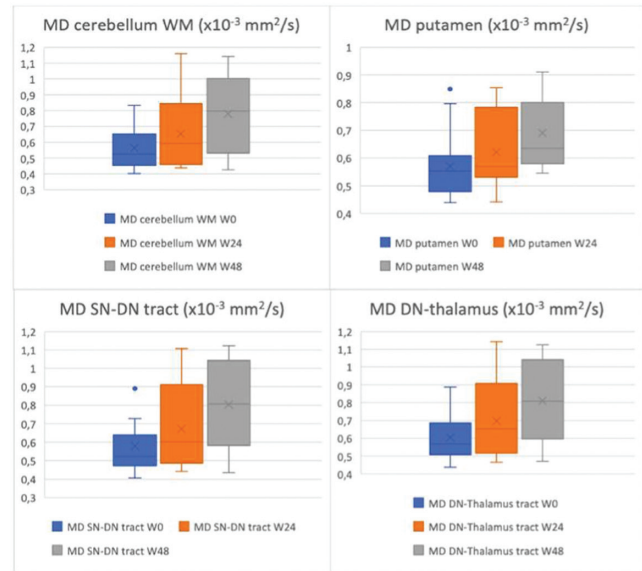 MD cerebellum WM (x10⁻³ mm²/s)
1,2
1,1
1
0,9
0,8
0,7
0,6
0,5
0,4
0,3
MD cerebellum WM W0
MD cerebellum WM W24
MD cerebellum WM W48
MD putamen (x10⁻³ mm²/s)
1
0,9
0,8
0,7
0,6
0,5
0,4
MD putamen W0
MD putamen W24
MD putamen W48
MD SN-DN tract (x10⁻³ mm²/s)
1,2
1,1
1
0,9
0,8
0,7
0,6
0,5
0,4
0,3
MD SN-DN tract W0
MD SN-DN tract W24
MD SN-DN tract W48
MD DN-thalamus (x10⁻³ mm²/s)
1,2
1,1
1
0,9
0,8
0,7
0,6
0,5
0,4
MD DN-Thalamus tract W0
MD DN-Thalamus tract W24
MD DN-Thalamus tract W48